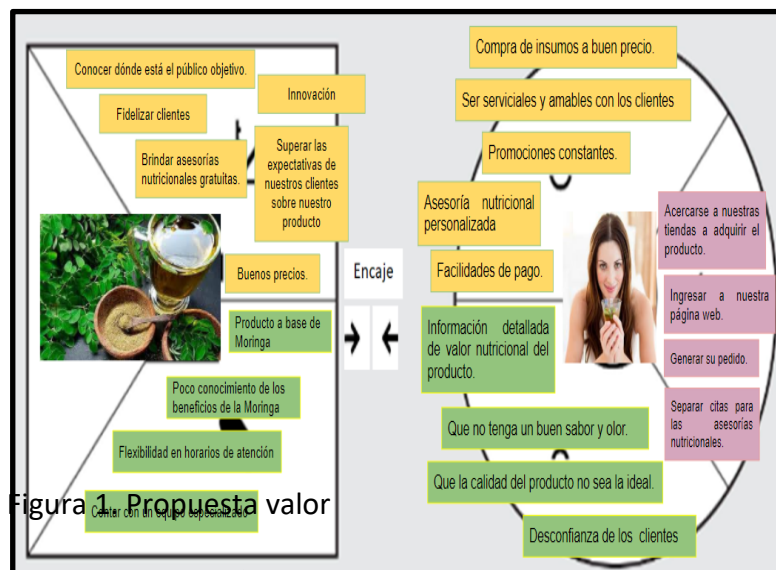 Conocer dónde está el público objetivo.
Innovación
Fidelizar clientes
Brindar asesorías
nutricionales gratuitas.
Superar las
expectativas de
nuestros clientes
sobre nuestro
producto
Buenos precios.
Producto a base de
Moringa
Poco conocimiento de los
beneficios de la Moringa
Flexibilidad en horarios de atención
Contar con un equipo especializado
Figura 1. Propuesta valor
Encaje
Compra de insumos a buen precio.
Ser serviciales y amables con los clientes
Promociones constantes.
Asesoría nutricional
personalizada
Facilidades de pago.
Información detallada
de valor nutricional del
producto.
Que no tenga un buen sabor y olor.
Que la calidad del producto no sea la ideal.
Desconfianza de los clientes
Acercarse a nuestras
tiendas a adquirir el
producto.
Ingresar a nuestra
página web.
Generar su pedido.
Separar citas para
las asesorías
nutricionales.